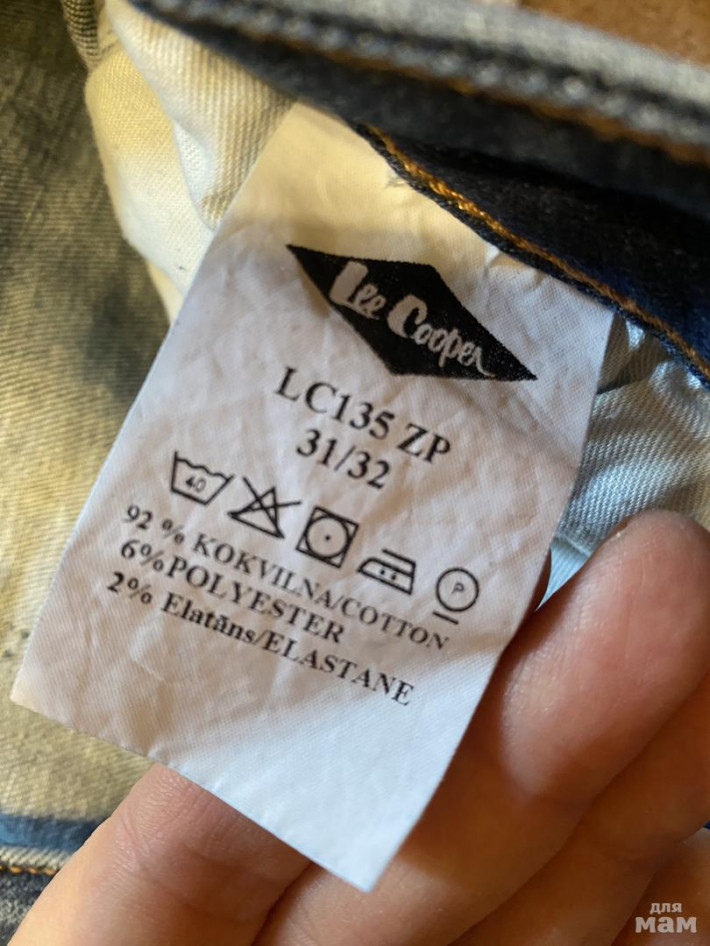 Lee Cooper
LC135 ZP
31/32
40
P
92 % KOKVILNA/COTTON
6%POLYESTER
2% Elatāns/ELASTANE
для
мам